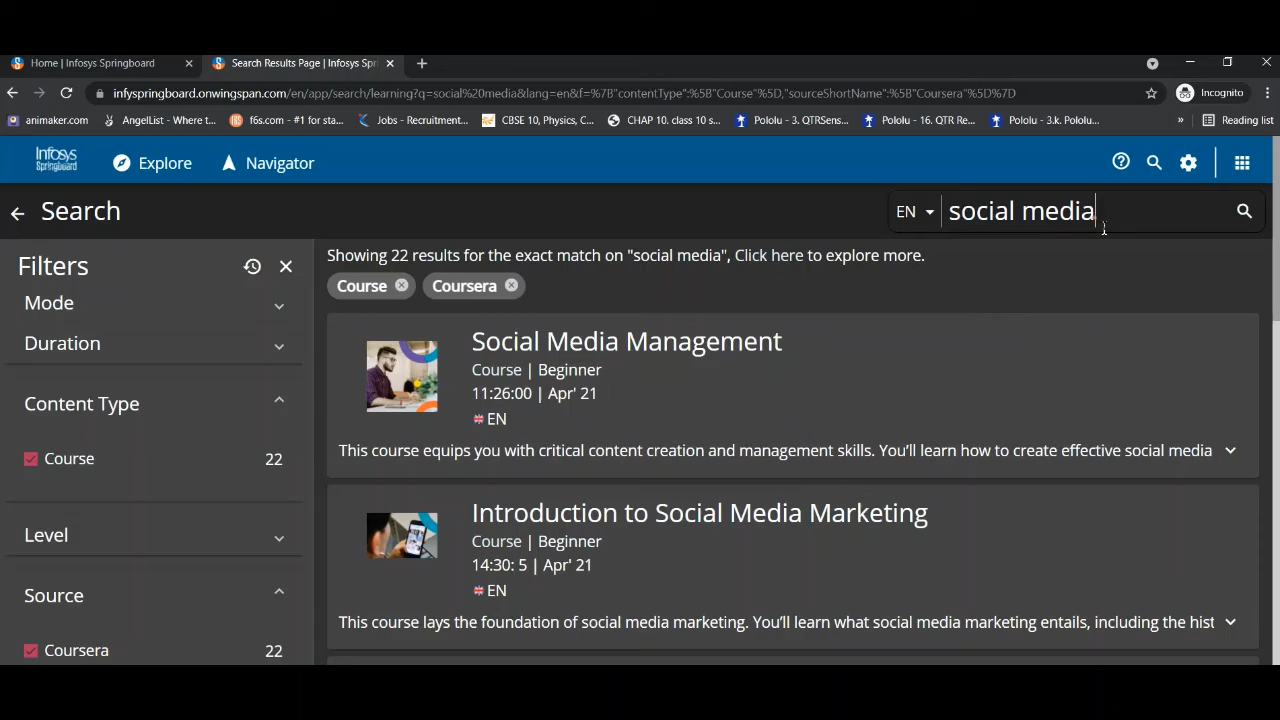 Home | Infosys Springboard
Search Results Page | Infosys Spr
infyspringboard.onwingspan.com/en/app/search/learning?q=social%20media&lang=en&f=%7B"contentType":%5B"Course"%5D,"sourceShortName":%5B"Coursera"%5D%7D
Incognito
animaker.com
AngelList - Where t...
f6s.com - #1 for sta...
Jobs - Recruitment...
CBSE 10, Physics, C...
CHAP 10. class 10 s...
Pololu - 3. QTRSens...
Pololu - 16. QTR Re...
Pololu - 3.k. Pololu...
»
Reading list
Infosys
Springboard
Explore
Navigator
Search
EN
social media
Filters
Mode
Duration
Content Type
Course 22
Level
Source
Coursera 22
Showing 22 results for the exact match on "social media", Click here to explore more.
Course
Coursera
Social Media Management
Course | Beginner
11:26:00 | Apr' 21
EN
This course equips you with critical content creation and management skills. You'll learn how to create effective social media
Introduction to Social Media Marketing
Course | Beginner
14:30: 5 | Apr' 21
EN
This course lays the foundation of social media marketing. You'll learn what social media marketing entails, including the hist